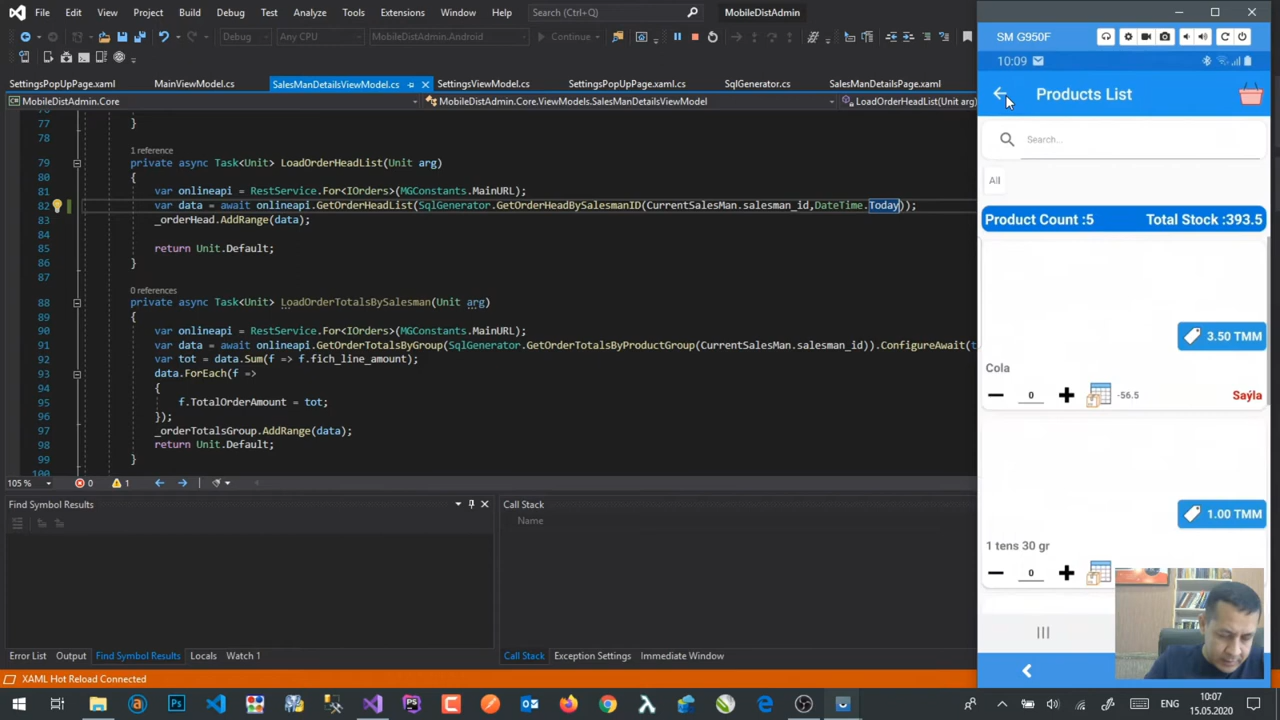 File Edit View Project Build Debug Test Analyze Tools Extensions Window Help Search (Ctrl+Q) MobileDistAdmin
SM G950F
Debug Any CPU MobileDistAdmin.Android Continue
10:09
SettingsPopUpPage.xaml MainViewModel.cs SalesManDetailsViewModel.cs SettingsViewModel.cs SettingsPopUpPage.xaml.cs SqlGenerator.cs SalesManDetailsPage.xaml
Products List
MobileDistAdmin.Core MobileDistAdmin.Core.ViewModels.SalesManDetailsViewModel LoadOrderHeadList(Unit arg)
77 }
78
1 reference
79 private async Task<Unit> LoadOrderHeadList(Unit arg)
80 {
81 var onlineapi = RestService.For<IOrders>(MGConstants.MainURL);
82 var data = await onlineapi.GetOrderHeadList(SqlGenerator.GetOrderHeadBySalesmanID(CurrentSalesMan.salesman_id,DateTime.Today));
83 _orderHead.AddRange(data);
84
85 return Unit.Default;
86 }
87
0 references
88 private async Task<Unit> LoadOrderTotalsBySalesman(Unit arg)
89 {
90 var onlineapi = RestService.For<IOrders>(MGConstants.MainURL);
91 var data = await onlineapi.GetOrderTotalsByGroup(SqlGenerator.GetOrderTotalsByProductGroup(CurrentSalesMan.salesman_id)).ConfigureAwait(t
92 var tot = data.Sum(f => f.fich_line_amount);
93 data.ForEach(f =>
94 {
95 f.TotalOrderAmount = tot;
96 });
97 _orderTotalsGroup.AddRange(data);
98 return Unit.Default;
99 }
100
Search...
All
Product Count :5 Total Stock :393.5
3.50 TMM
Cola
0 -56.5 Saýla
1.00 TMM
1 tens 30 gr
0
105 % 0 1
Find Symbol Results Call Stack
Name
Error List Output Find Symbol Results Locals Watch 1 Call Stack Exception Settings Immediate Window
XAML Hot Reload Connected
ENG 10:07
15.05.2020